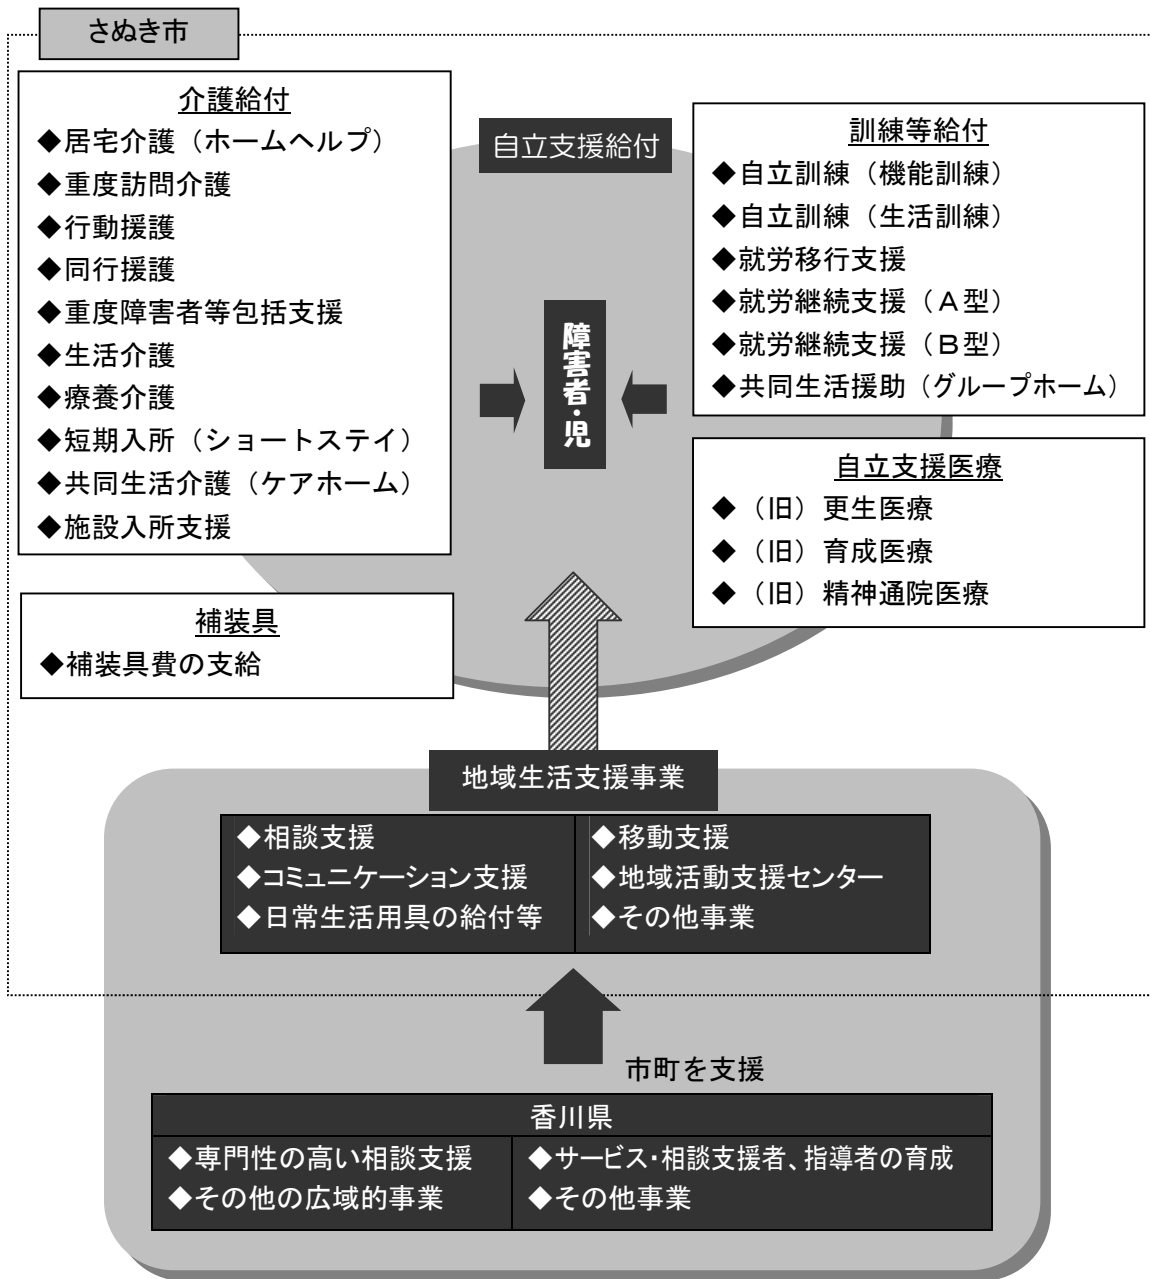 さぬき市
介護給付
◆居宅介護（ホームヘルプ）
◆重度訪問介護
◆行動援護
◆同行援護
◆重度障害者等包括支援
◆生活介護
◆療養介護
◆短期入所（ショートステイ）
◆共同生活介護（ケアホーム）
◆施設入所支援
自立支援給付
障害者・児
訓練等給付
◆自立訓練（機能訓練）
◆自立訓練（生活訓練）
◆就労移行支援
◆就労継続支援（Ａ型）
◆就労継続支援（Ｂ型）
◆共同生活援助（グループホーム）
自立支援医療
◆（旧）更生医療
◆（旧）育成医療
◆（旧）精神通院医療
補装具
◆補装具費の支給
地域生活支援事業
◆相談支援
◆コミュニケーション支援
◆日常生活用具の給付等
◆移動支援
◆地域活動支援センター
◆その他事業
市町を支援
香川県
◆専門性の高い相談支援
◆その他の広域的事業
◆サービス・相談支援者、指導者の育成
◆その他事業